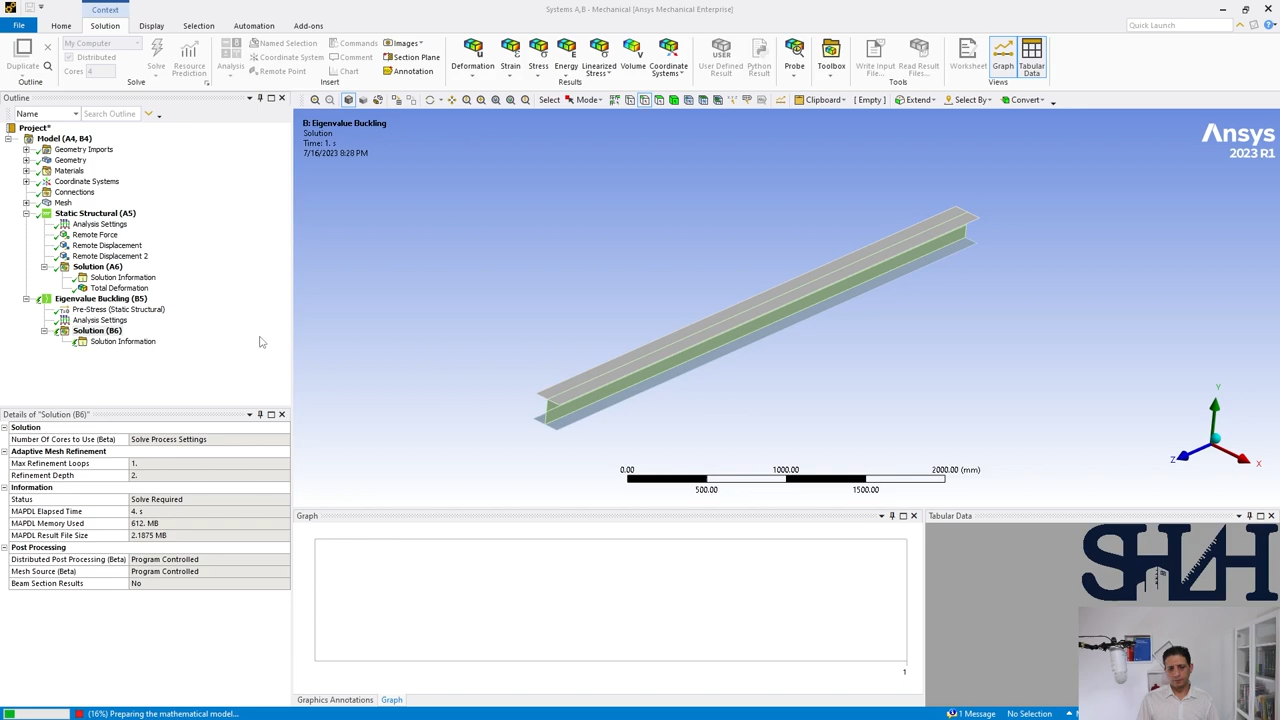 Context
Systems A,B - Mechanical [Ansys Mechanical Enterprise]
File
Home
Solution
Display
Selection
Automation
Add-ons
Quick Launch
Duplicate
Outline
My Computer
Distributed
Cores 4
Solve
Resource
Prediction
Solve
Analysis
Named Selection
Coordinate System
Remote Point
Commands
Comment
Chart
Images
Section Plane
Annotation
Insert
Deformation
Strain
Stress
Energy
Linearized
Stress
Volume
Coordinate
Systems
Results
User Defined
Result
Python
Result
Probe
Toolbox
Write Input
File...
Read Result
Files...
Tools
Worksheet
Graph
Tabular
Data
Views
Outline
Name
Search Outline
Select
Mode
Clipboard
[ Empty ]
Extend
Select By
Convert
Project*
Model (A4, B4)
Geometry Imports
Geometry
Materials
Coordinate Systems
Connections
Mesh
Static Structural (A5)
Analysis Settings
Remote Force
Remote Displacement
Remote Displacement 2
Solution (A6)
Solution Information
Total Deformation
Eigenvalue Buckling (B5)
Pre-Stress (Static Structural)
Analysis Settings
Solution (B6)
Solution Information
B: Eigenvalue Buckling
Solution
Time: 1. s
7/16/2023 8:28 PM
Ansys
2023 R1
Y
Z
X
0.00
1000.00
2000.00 (mm)
500.00
1500.00
Details of "Solution (B6)"
Solution
Number Of Cores to Use (Beta) Solve Process Settings
Adaptive Mesh Refinement
Max Refinement Loops 1.
Refinement Depth 2.
Information
Status Solve Required
MAPDL Elapsed Time 4. s
MAPDL Memory Used 612. MB
MAPDL Result File Size 2.1875 MB
Post Processing
Distributed Post Processing (Beta) Program Controlled
Mesh Source (Beta) Program Controlled
Beam Section Results No
Graph
1
Graphics Annotations
Graph
Tabular Data
(16%) Preparing the mathematical model...
1 Message
No Selection